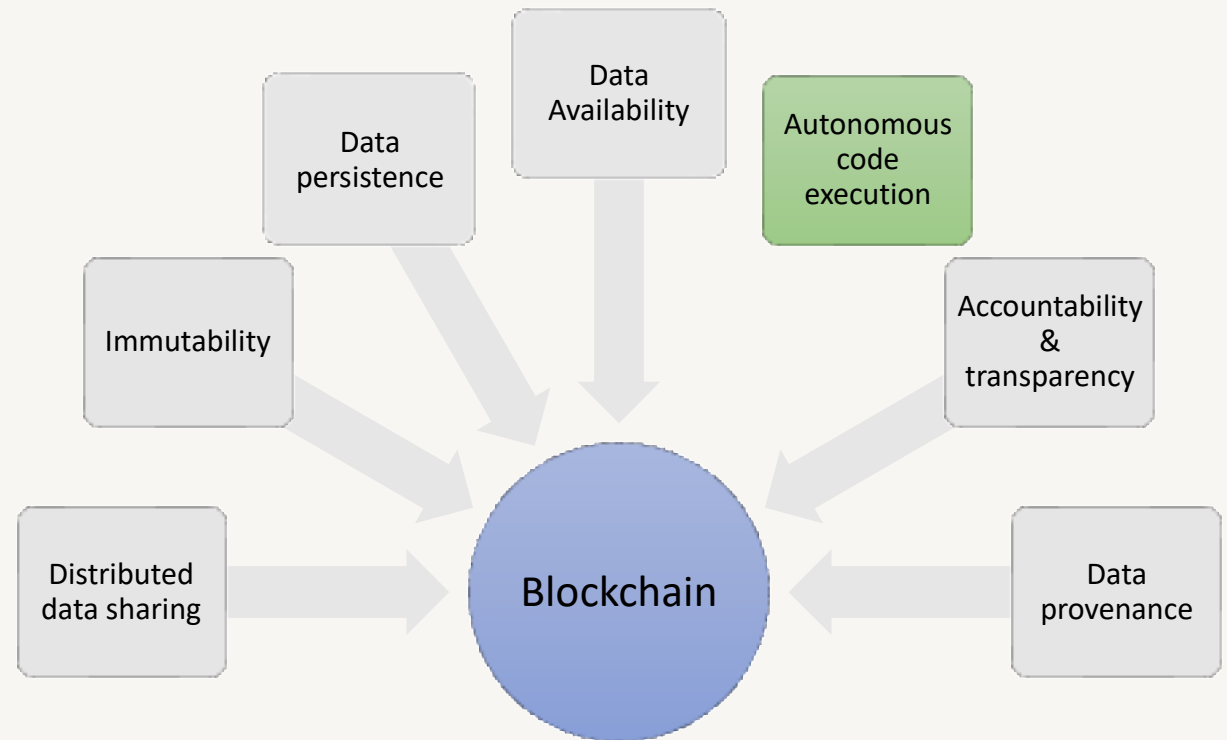 Data
Availability
Data
persistence
Autonomous
code
execution
Immutability
Accountability
&
transparency
Distributed
data sharing
Blockchain
Data
provenance